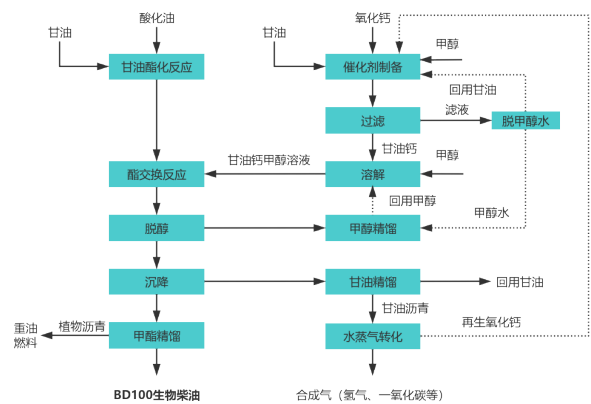 酸化油
氧化钙
甘油
甘油
甲醇
甘油酯化反应
催化剂制备
回用甘油
滤液
过滤
脱甲醇水
甘油钙
甘油钙甲醇溶液
甲醇
酯交换反应
溶解
回用甲醇
甲醇水
脱醇
甲醇精馏
沉降
甘油精馏
回用甘油
甘油沥青
植物沥青
再生氧化钙
重油
燃料
甲酯精馏
水蒸气转化
BD100生物柴油
合成气（氢气、一氧化碳等）